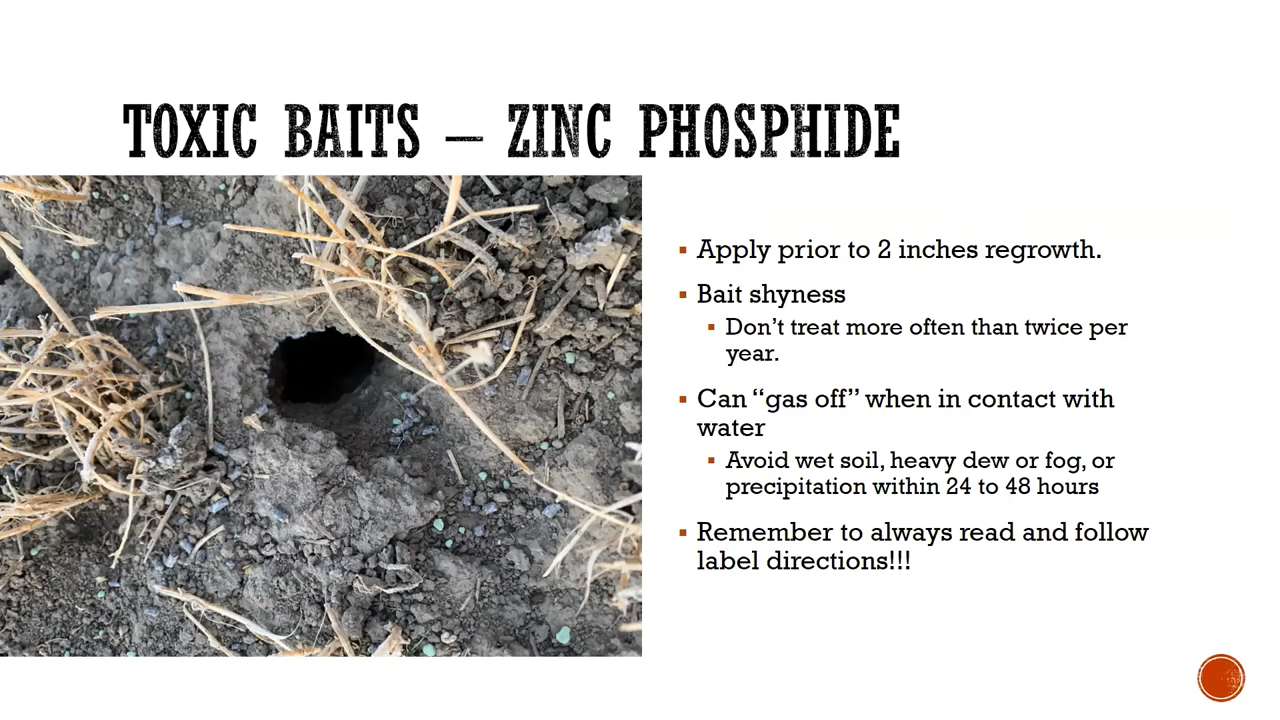 TOXIC BAITS – ZINC PHOSPHIDE
▪ Apply prior to 2 inches regrowth.
▪ Bait shyness
▪ Don’t treat more often than twice per
year.
▪ Can “gas off” when in contact with
water
▪ Avoid wet soil, heavy dew or fog, or
precipitation within 24 to 48 hours
▪ Remember to always read and follow
label directions!!!